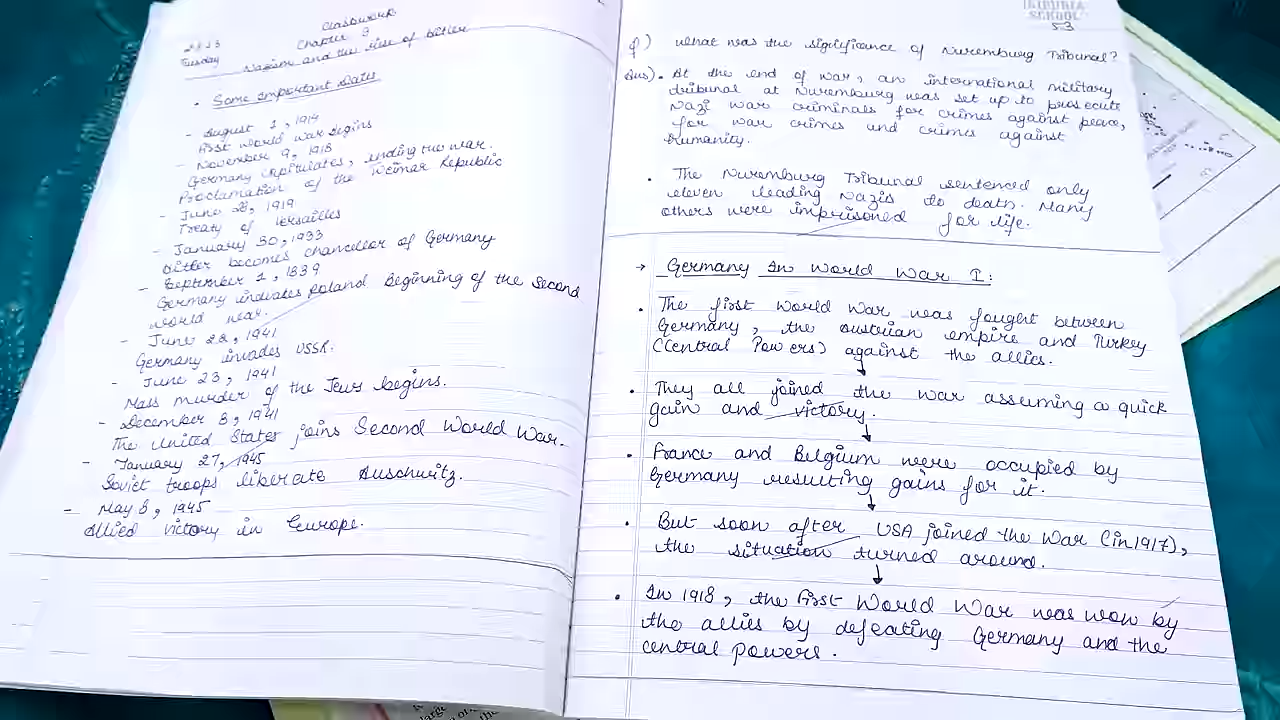 Classwork
Chapter 3
Tuesday
Nazism and the rise of Hitler
• Some Important Dates
- August 1, 1914
First World War begins
- November 9, 1918
Germany capitulates, ending the war.
Proclamation of the Weimar Republic
- June 28, 1919
Treaty of Versailles
- January 30, 1933
Hitler becomes chancellor of Germany
- September 1, 1939
Germany invades Poland Beginning of the Second
World War.
- June 22, 1941
Germany invades USSR.
- June 23, 1941
Mass murder of the Jews begins.
- December 8, 1941
The United States joins Second World War.
- January 27, 1945
Soviet troops liberate Auschwitz.
- May 8, 1945
Allied victory in Europe.
SCHOOL
53
Q) What was the significance of Nuremburg Tribunal?
Ans). At the end of war, an international military
tribunal at Nuremburg was set up to prosecute
Nazi war criminals for crimes against peace,
for war crimes and crimes against
humanity.
• The Nuremburg Tribunal sentenced only
eleven leading Nazis to death. Many
others were imprisoned for life.
→ Germany In World War I:
• The first World War was fought between
Germany, the Austrian empire and Turkey
(Central Powers) against the allies.
• They all joined the war assuming a quick
gain and victory.
• France and Belgium were occupied by
Germany resulting gains for it.
• But soon after USA joined the war (in 1917),
the situation turned around.
• In 1918, the First World War was won by
the allies by defeating Germany and the
central powers.